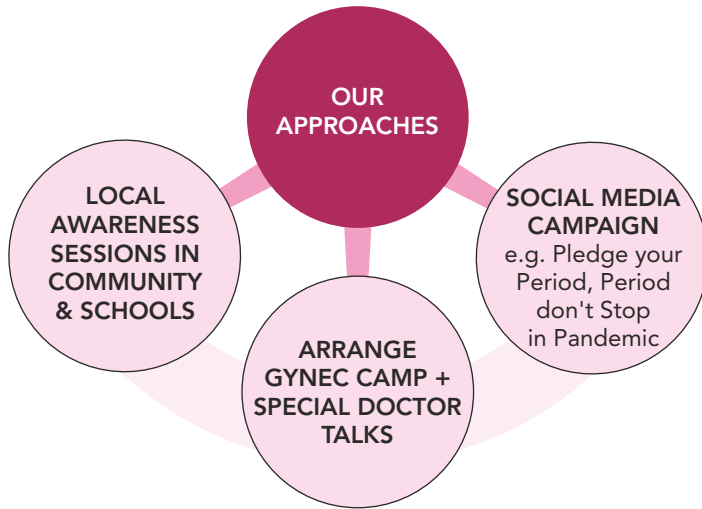 OUR
APPROACHES
LOCAL
AWARENESS
SESSIONS IN
COMMUNITY
& SCHOOLS
ARRANGE
GYNEC CAMP +
SPECIAL DOCTOR
TALKS
SOCIAL MEDIA
CAMPAIGN
e.g. Pledge your
Period, Period
don't Stop
in Pandemic